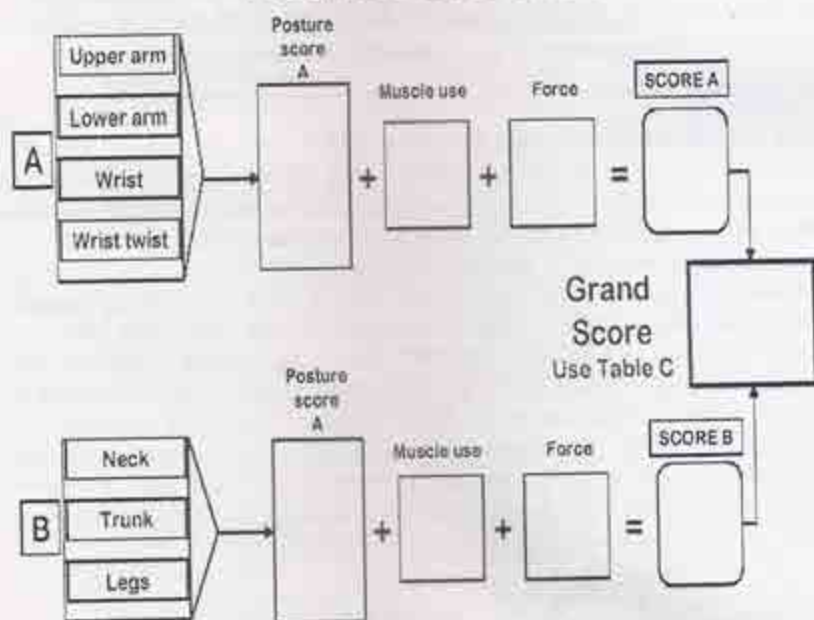 Posture
score
A
Muscle use
Force
SCORE A
Upper arm
Lower arm
A
Wrist
Wrist twist
Grand
Score
Use Table C
Posture
score
A
Muscle use
Force
SCORE B
Neck
B
Trunk
Legs